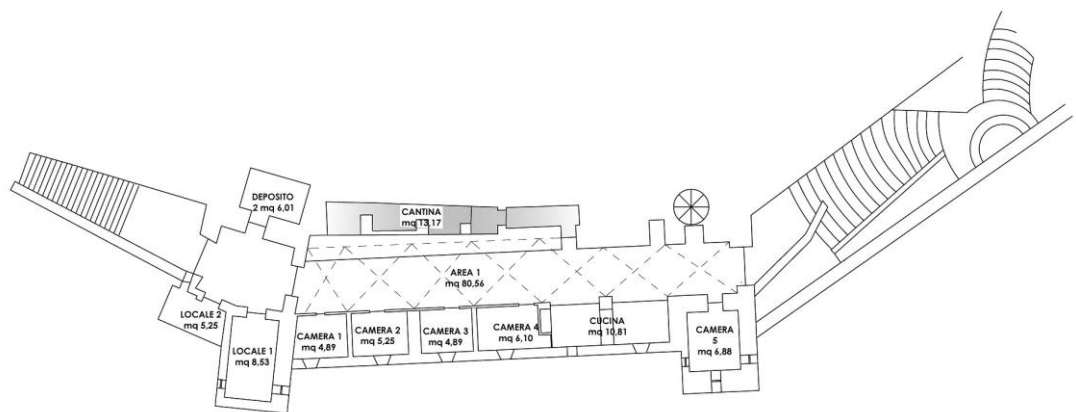 DEPOSITO
2 mq 6,01
CANTINA
mq 13,17
AREA 1
mq 80,56
LOCALE 2
mq 5,25
LOCALE 1
mq 8,53
CAMERA 1
mq 4,89
CAMERA 2
mq 5,25
CAMERA 3
mq 4,89
CAMERA 4
mq 6,10
CUCINA
mq 10,81
CAMERA
5
mq 6,88